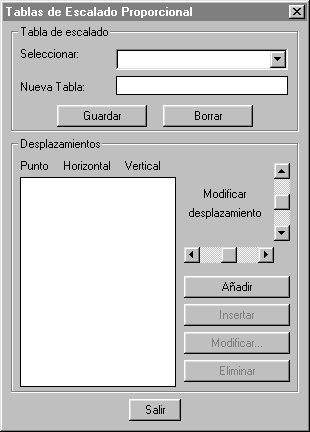 Tablas de Escalado Proporcional
Tabla de escalado
Seleccionar:
Nueva Tabla:
Guardar Borrar
Desplazamientos
Punto Horizontal Vertical
Modificar
desplazamiento
Añadir
Insertar
Modificar...
Eliminar
Salir